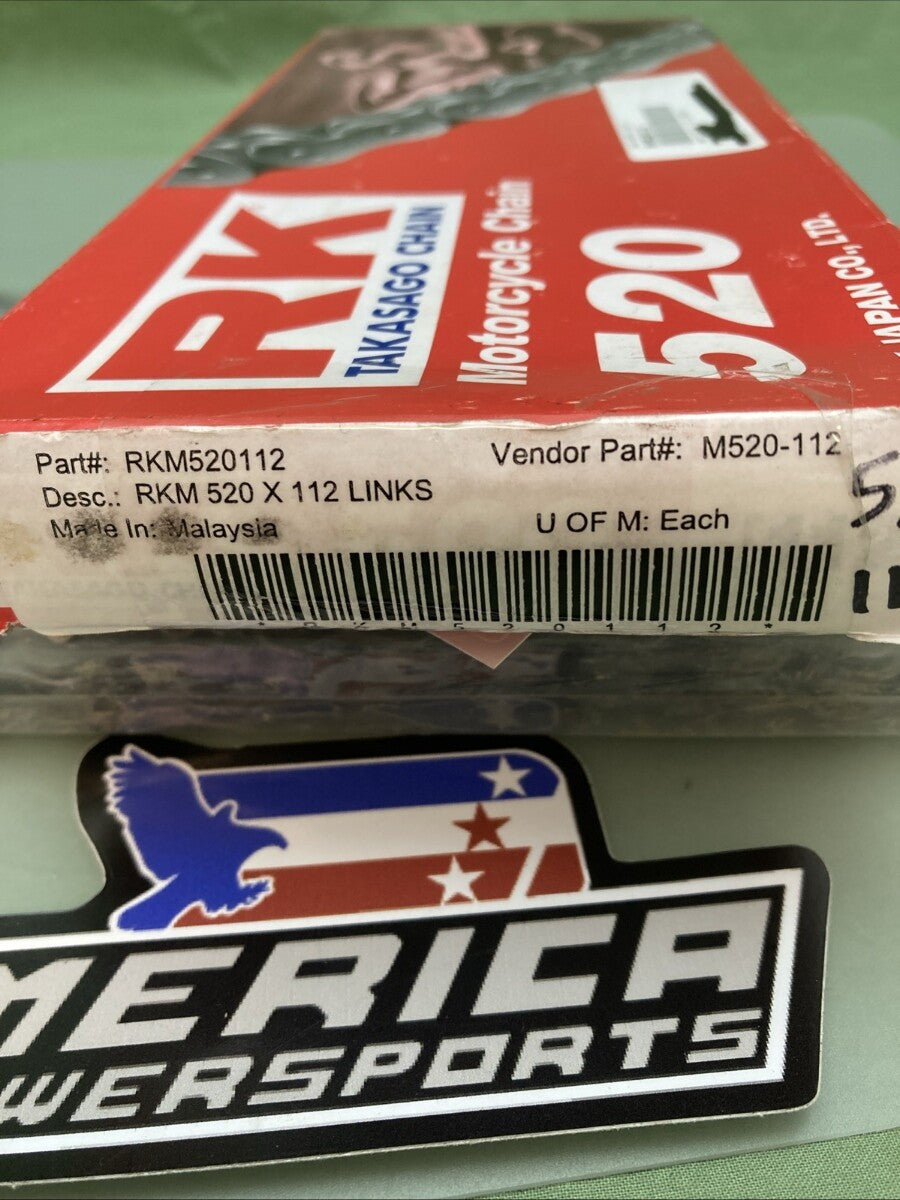 RK
TAKASAGO CHAIN
Motorcycle Chain
520
JAPAN CO., LTD.
Part#: RKM520112
Vendor Part#: M520-112
Desc.: RKM 520 X 112 LINKS
Made In: Malaysia
U OF M: Each
*RKM520112*
MERICA
WERSPORTS